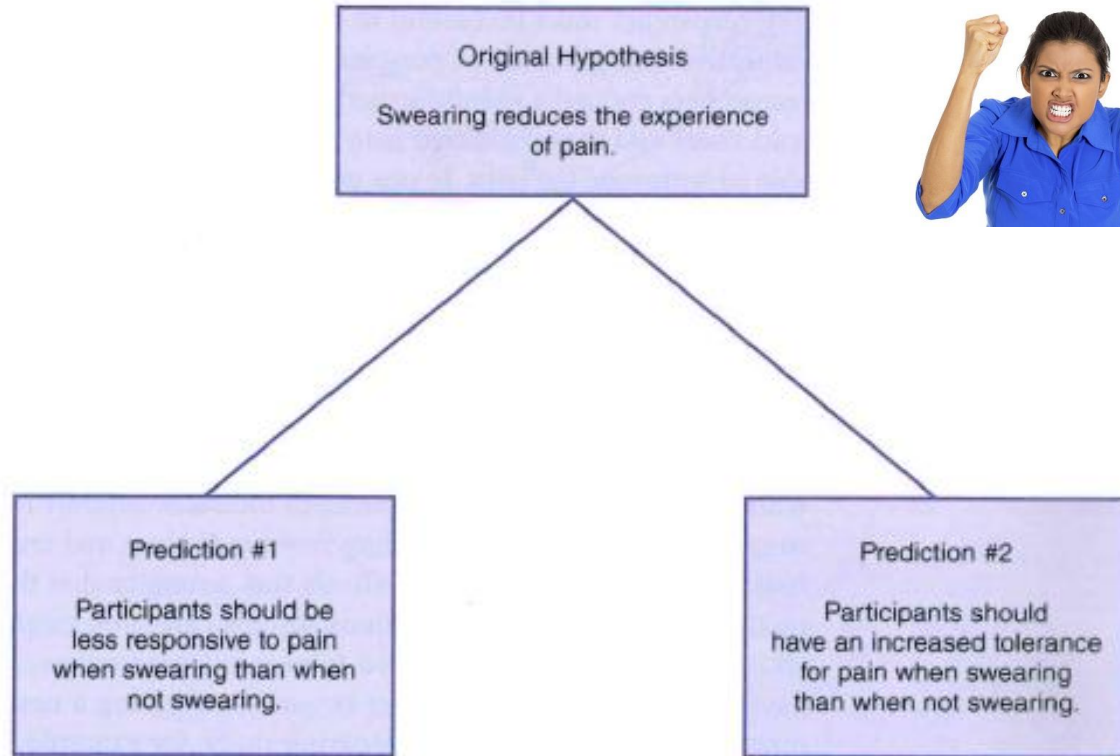 Original Hypothesis
Swearing reduces the experience
of pain.
Prediction #1
Participants should be
less responsive to pain
when swearing than when
not swearing.
Prediction #2
Participants should
have an increased tolerance
for pain when swearing
than when not swearing.